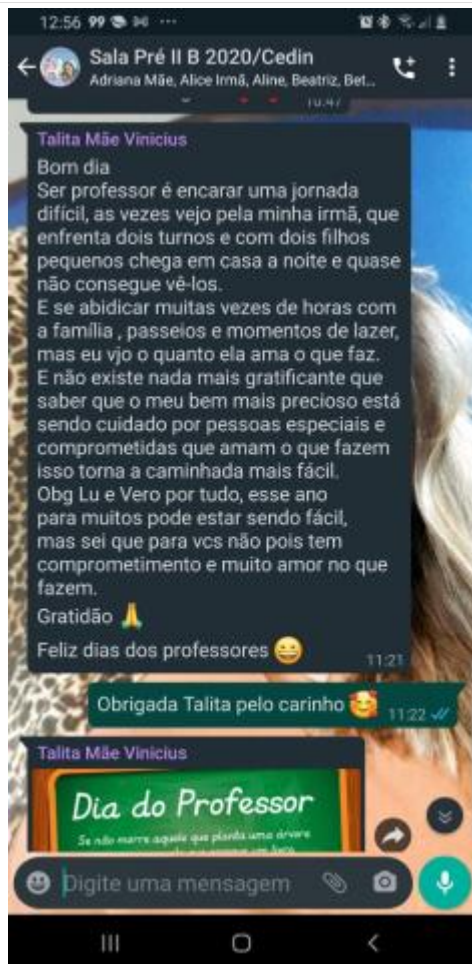 12:56 99
Sala Pré II B 2020/Cedin
Adriana Mãe, Alice Irmã, Aline, Beatriz, Bet...
10:47
Talita Mãe Vinicius
Bom dia
Ser professor é encarar uma jornada
difícil, as vezes vejo pela minha irmã, que
enfrenta dois turnos e com dois filhos
pequenos chega em casa a noite e quase
não consegue vê-los.
E se abidicar muitas vezes de horas com
a família , passeios e momentos de lazer,
mas eu vjo o quanto ela ama o que faz.
E não existe nada mais gratificante que
saber que o meu bem mais precioso está
sendo cuidado por pessoas especiais e
comprometidas que amam o que fazem
isso torna a caminhada mais fácil.
Obg Lu e Vero por tudo, esse ano
para muitos pode estar sendo fácil,
mas sei que para vcs não pois tem
comprometimento e muito amor no que
fazem.
Gratidão 🙏
Feliz dias dos professores 😀
11:21
Obrigada Talita pelo carinho 🥰 11:22
Talita Mãe Vinicius
Dia do Professor
Se não morre aquele que planta uma árvore
Digite uma mensagem